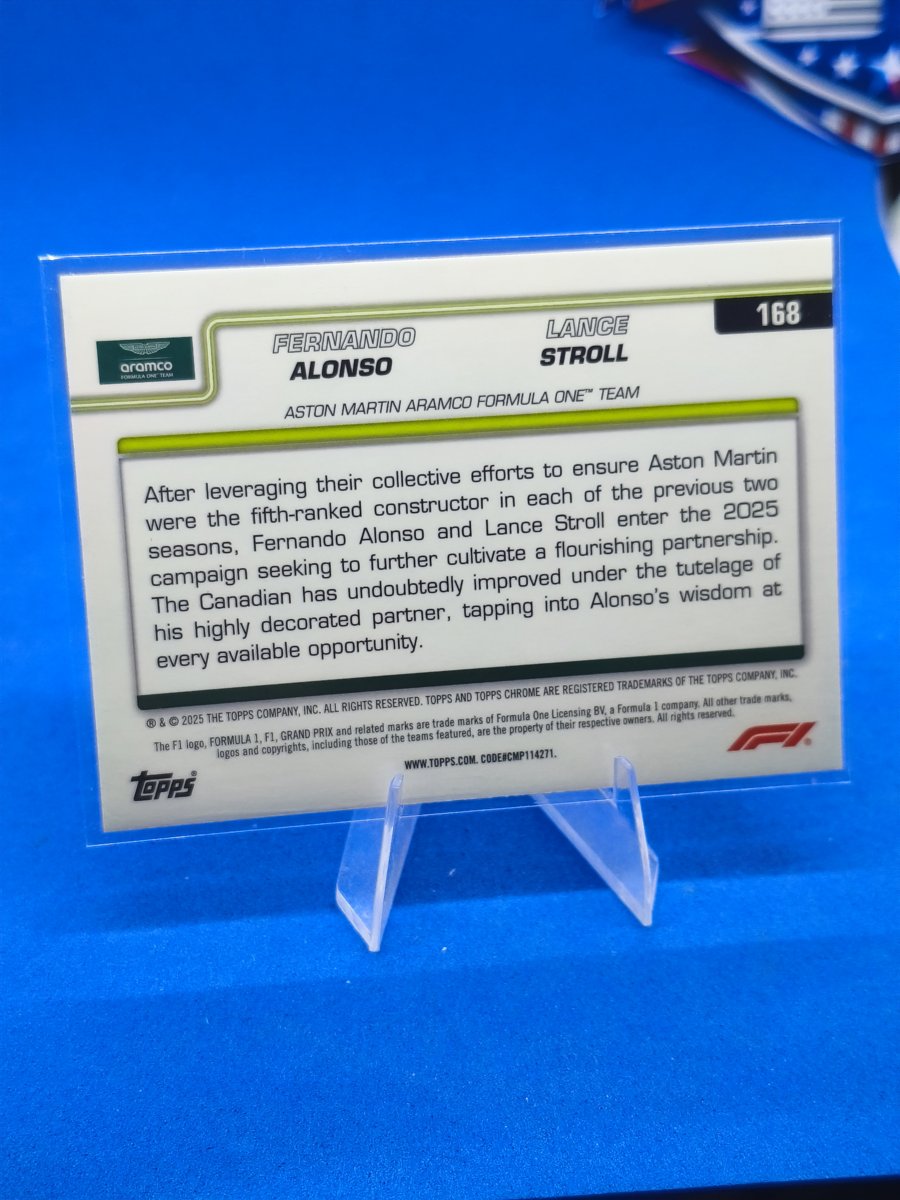 168
FERNANDO LANCE
ALONSO STROLL
aramco
FORMULA ONE™ TEAM
ASTON MARTIN ARAMCO FORMULA ONE™ TEAM
After leveraging their collective efforts to ensure Aston Martin
were the fifth-ranked constructor in each of the previous two
seasons, Fernando Alonso and Lance Stroll enter the 2025
campaign seeking to further cultivate a flourishing partnership.
The Canadian has undoubtedly improved under the tutelage of
his highly decorated partner, tapping into Alonso's wisdom at
every available opportunity.
® & © 2025 THE TOPPS COMPANY, INC. ALL RIGHTS RESERVED. TOPPS AND TOPPS CHROME ARE REGISTERED TRADEMARKS OF THE TOPPS COMPANY, INC.
The F1 logo, FORMULA 1, F1, GRAND PRIX and related marks are trade marks of Formula One Licensing BV, a Formula 1 company. All other trade marks,
logos and copyrights, including those of the teams featured, are the property of their respective owners. All rights reserved.
WWW.TOPPS.COM. CODE#CMP114271.
Topps®
F1®